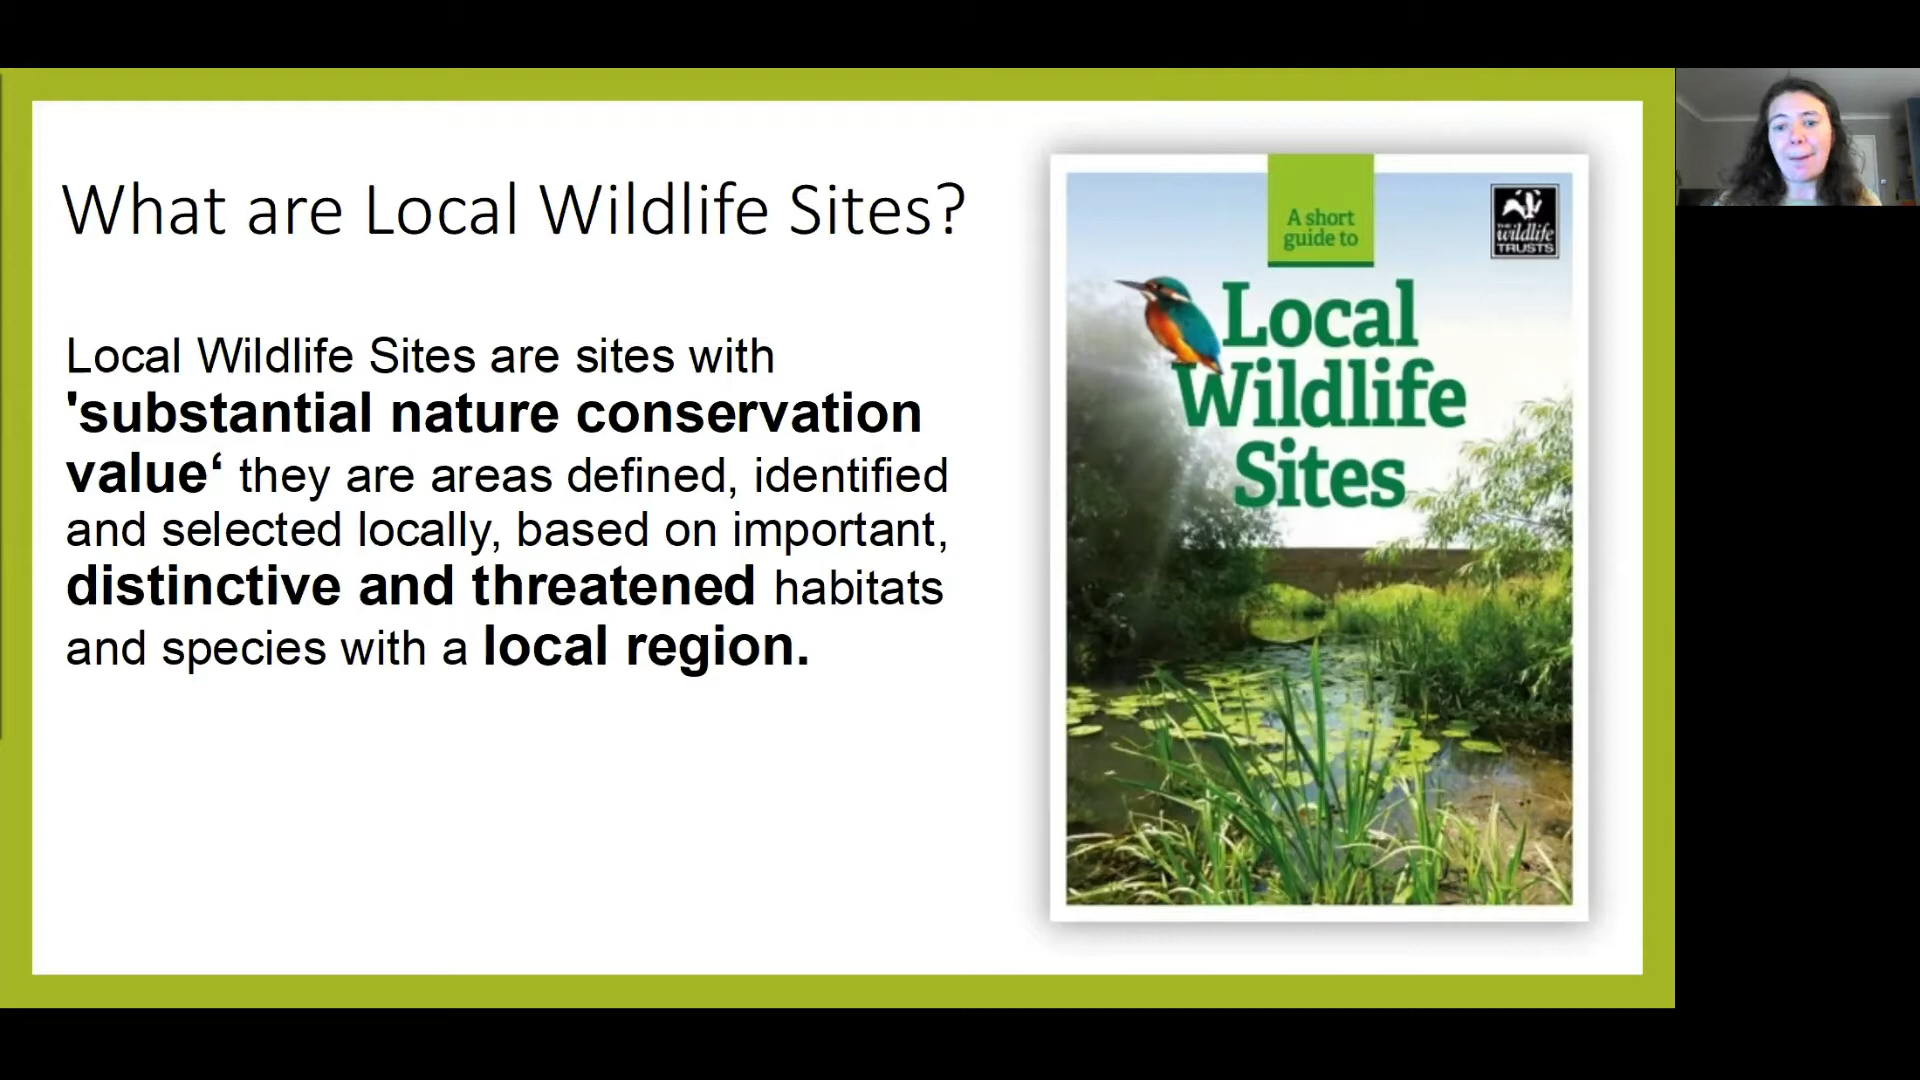 What are Local Wildlife Sites?
Local Wildlife Sites are sites with
'substantial nature conservation
value‘ they are areas defined, identified
and selected locally, based on important,
distinctive and threatened habitats
and species with a local region.
A short
guide to
Local
Wildlife
Sites
THE
wildlife
TRUSTS